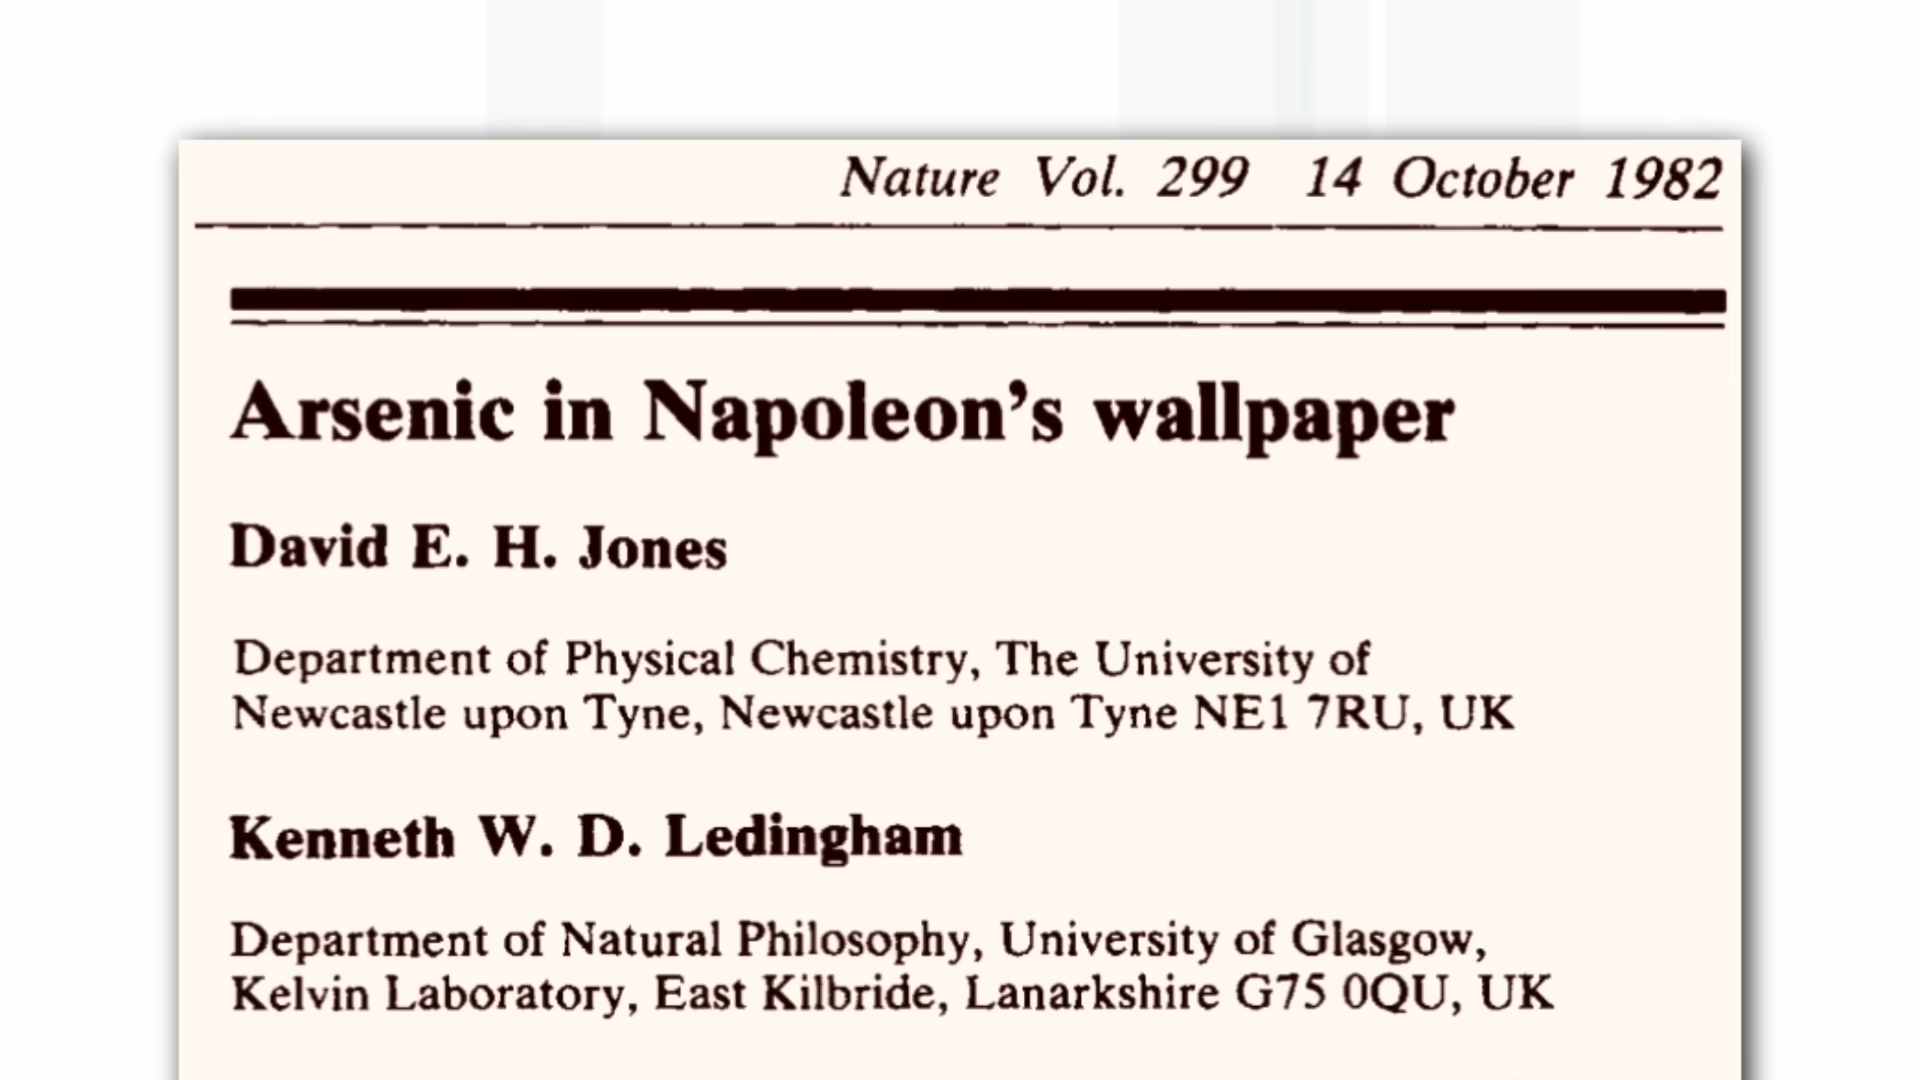 Nature Vol. 299 14 October 1982
Arsenic in Napoleon’s wallpaper
David E. H. Jones
Department of Physical Chemistry, The University of
Newcastle upon Tyne, Newcastle upon Tyne NE1 7RU, UK
Kenneth W. D. Ledingham
Department of Natural Philosophy, University of Glasgow,
Kelvin Laboratory, East Kilbride, Lanarkshire G75 0QU, UK